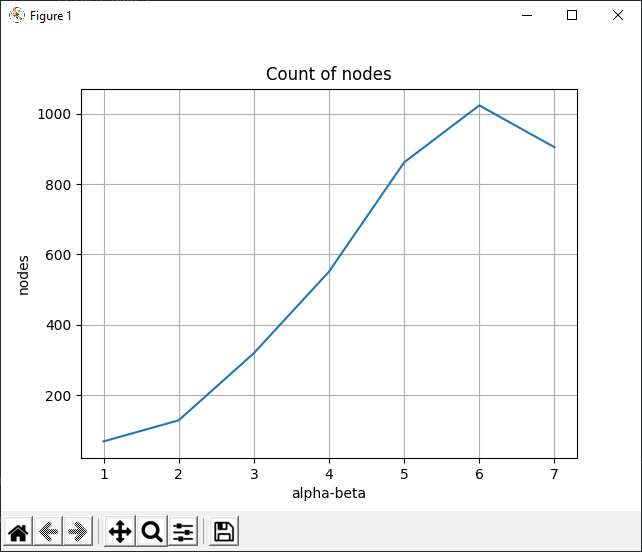 Figure 1
Count of nodes
1000
800
600
400
200
nodes
1 2 3 4 5 6 7
alpha-beta